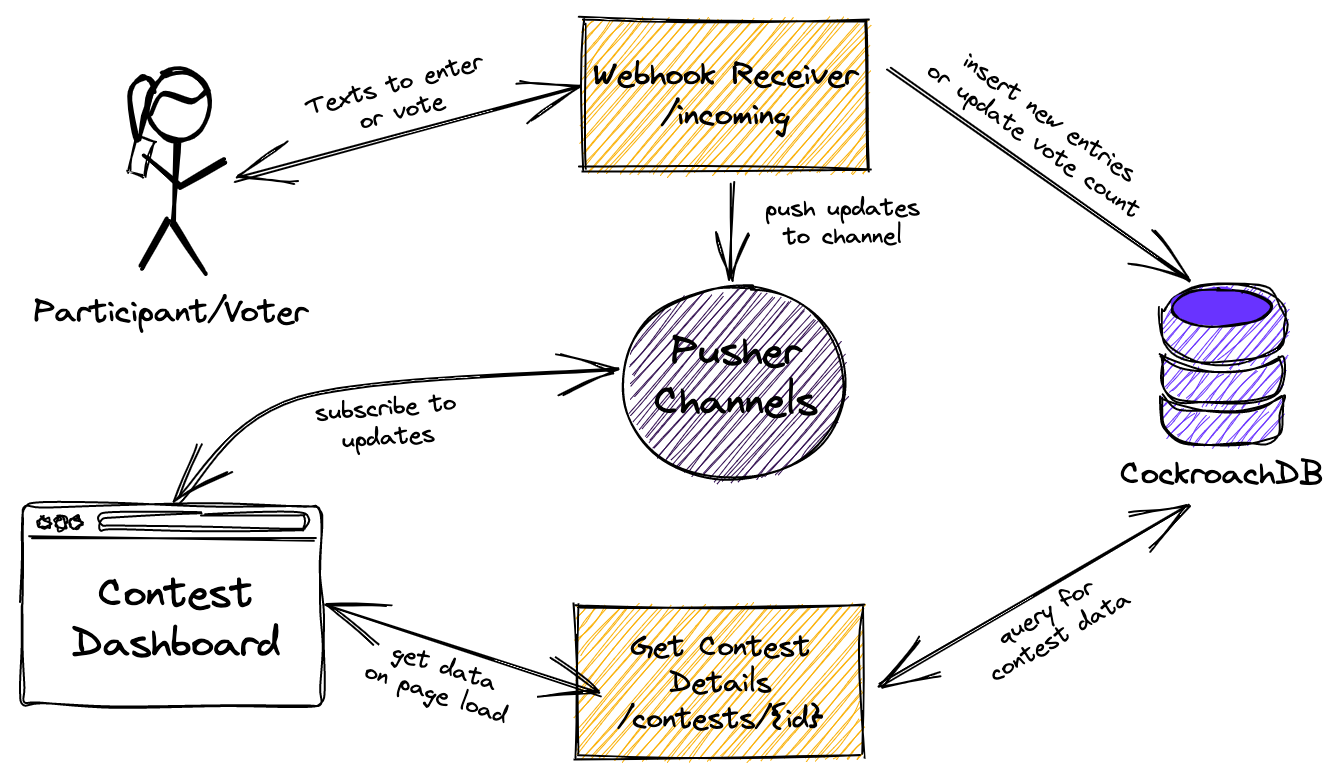 Texts to enter
or vote
Webhook Receiver
/incoming
insert new entries
or update vote count
push updates
to channel
Participant/Voter
Pusher
Channels
subscribe to
updates
CockroachDB
Contest
Dashboard
get data
on page load
Get Contest
Details
/contests/{id}
query for
contest data